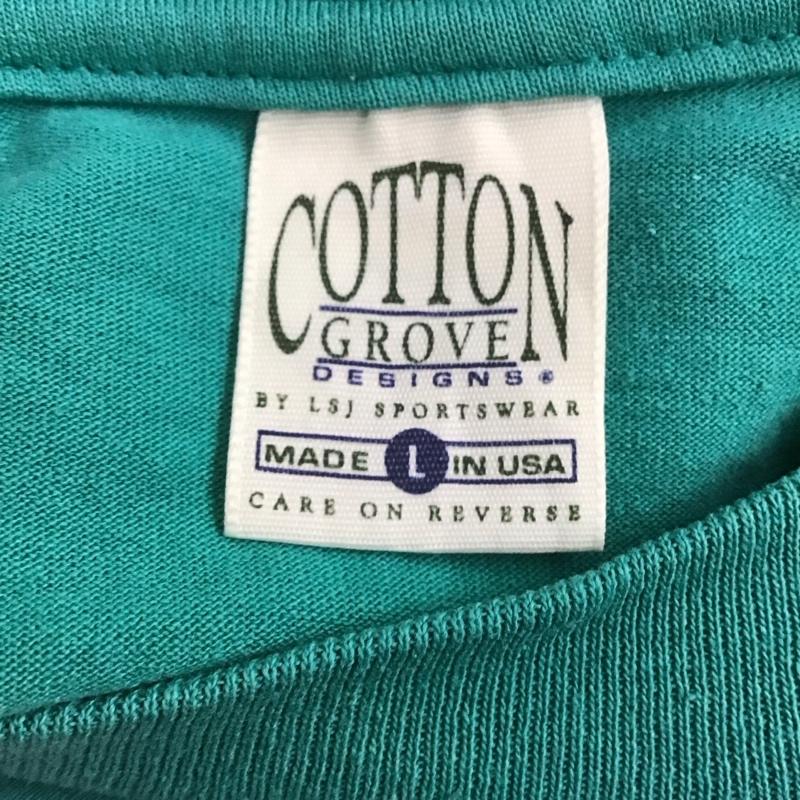 COTTON
GROVE
DESIGNS®
BY LSJ SPORTSWEAR
MADE L IN USA
CARE ON REVERSE